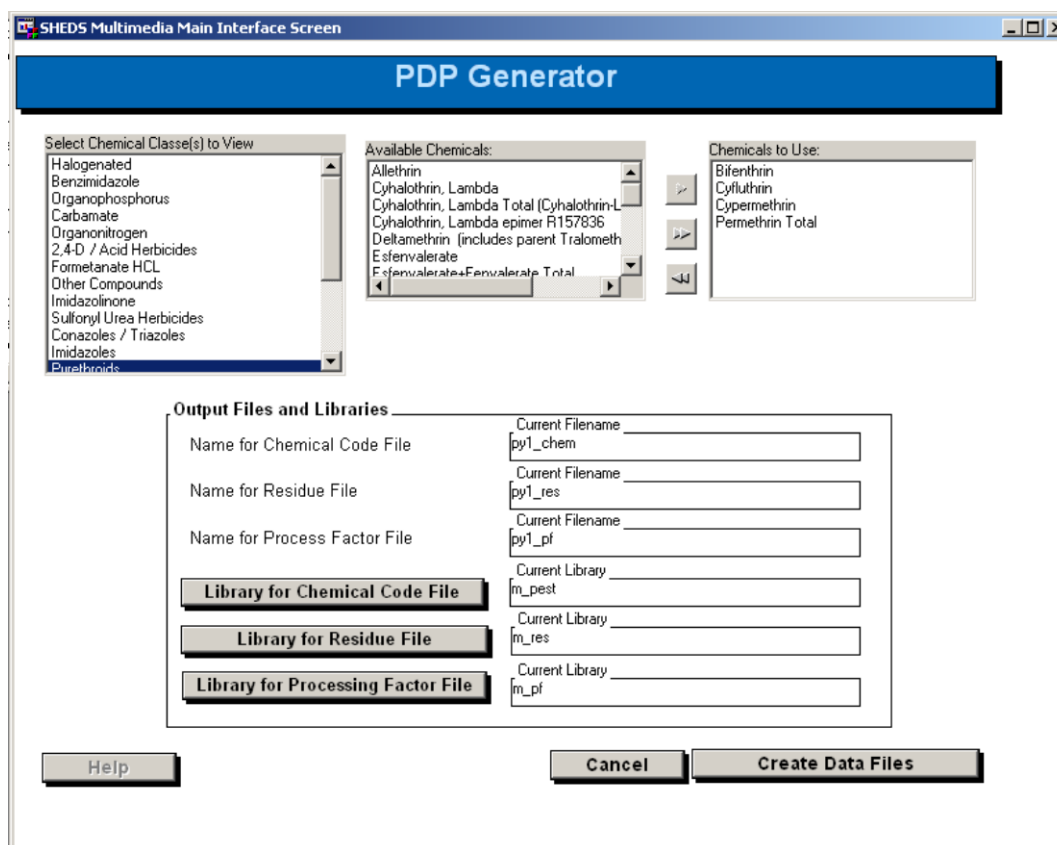 SHEDS Multimedia Main Interface Screen
PDP Generator
Select Chemical Classe(s) to View
Halogenated
Benzimidazole
Organophosphorus
Carbamate
Organonitrogen
2,4-D / Acid Herbicides
Formetanate HCL
Other Compounds
Imidazolinone
Sulfonyl Urea Herbicides
Conazoles / Triazoles
Imidazoles
Purethroids
Available Chemicals:
Allethrin
Cyhalothrin, Lambda
Cyhalothrin, Lambda Total (Cyhalothrin-L
Cyhalothrin, Lambda epimer R157836
Deltamethrin (includes parent Tralometh
Esfenvalerate
Esfenvalerate+Fenvalerate Total
Chemicals to Use:
Bifenthrin
Cyfluthrin
Cypermethrin
Permethrin Total
Output Files and Libraries
Name for Chemical Code File
Current Filename
py1_chem
Name for Residue File
Current Filename
py1_res
Name for Process Factor File
Current Filename
py1_pf
Library for Chemical Code File
Current Library
m_pest
Library for Residue File
Current Library
m_res
Library for Processing Factor File
Current Library
m_pf
Help
Cancel
Create Data Files